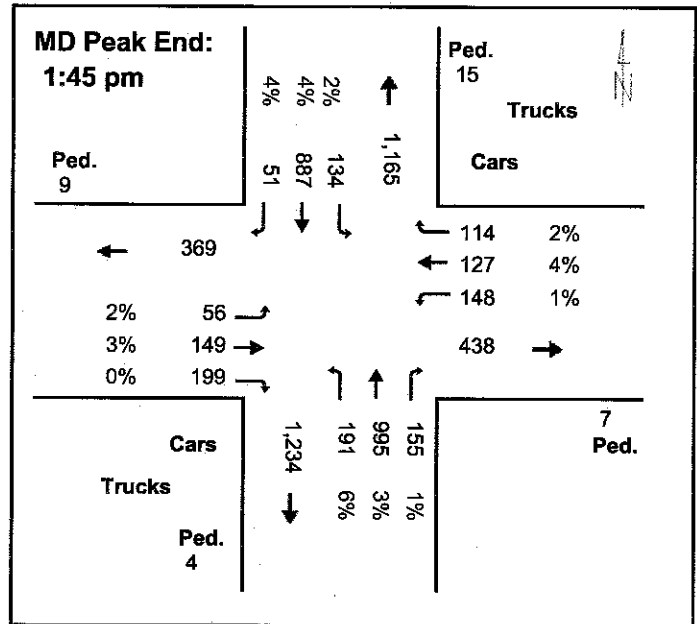 MD Peak End:
1:45 pm
Ped.
15
N
Trucks
Cars
Ped.
9
4% 4% 2%
51 887 134 1,165
369
114 2%
127 4%
148 1%
2% 56
3% 149
0% 199
438
Cars
Trucks
Ped.
4
1,234 191 995 155
6% 3% 1%
7
Ped.